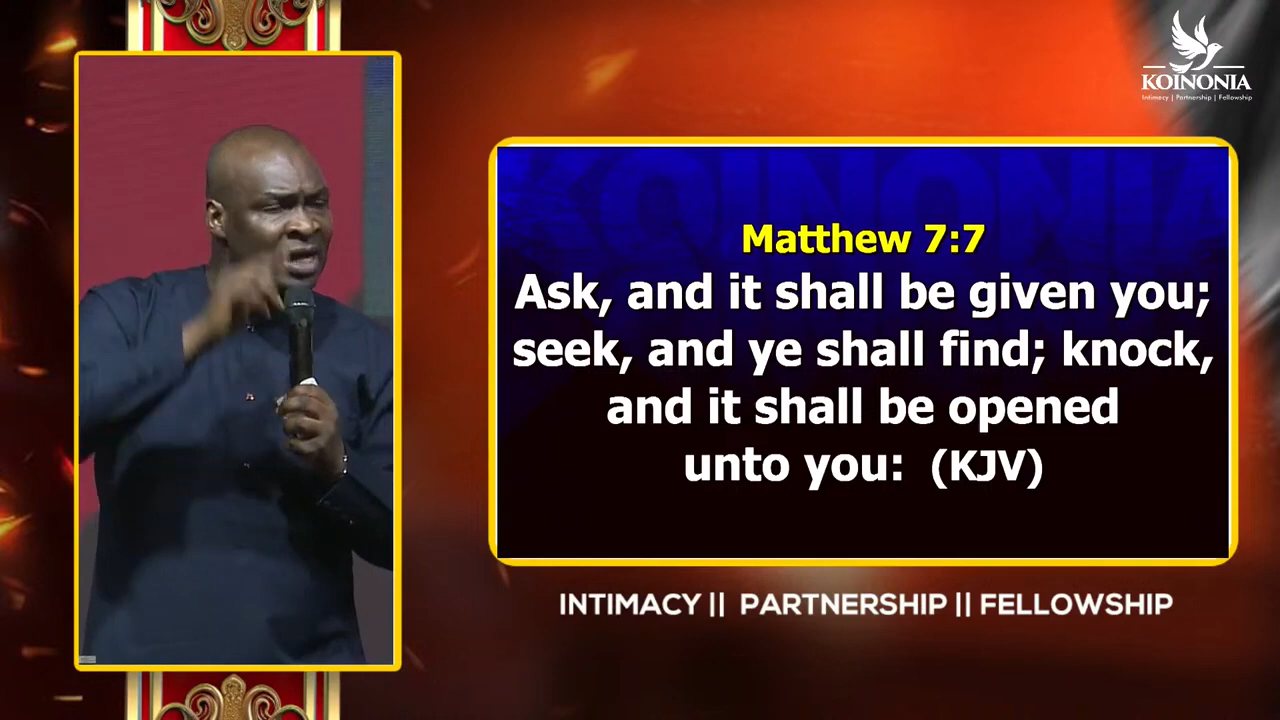 KOINONIA
Intimacy | Partnership | Fellowship
Matthew 7:7
Ask, and it shall be given you;
seek, and ye shall find; knock,
and it shall be opened
unto you: (KJV)
INTIMACY || PARTNERSHIP || FELLOWSHIP